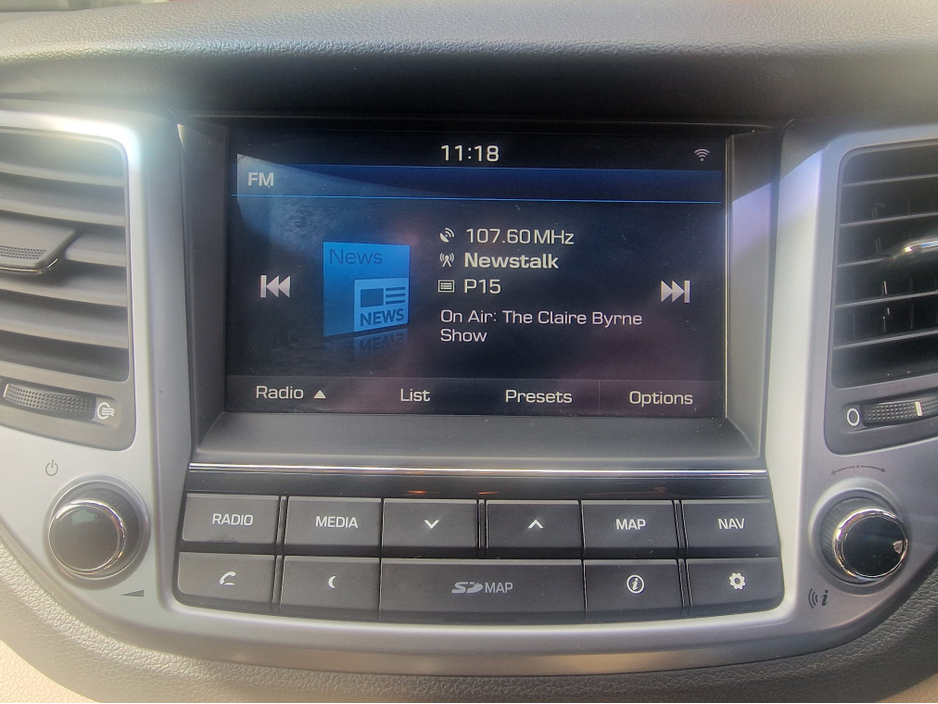 11:18
FM
News
NEWS
107.60 MHz
Newstalk
P15
On Air: The Claire Byrne
Show
Radio ▲ List Presets Options
RADIO MEDIA MAP NAV
SD MAP